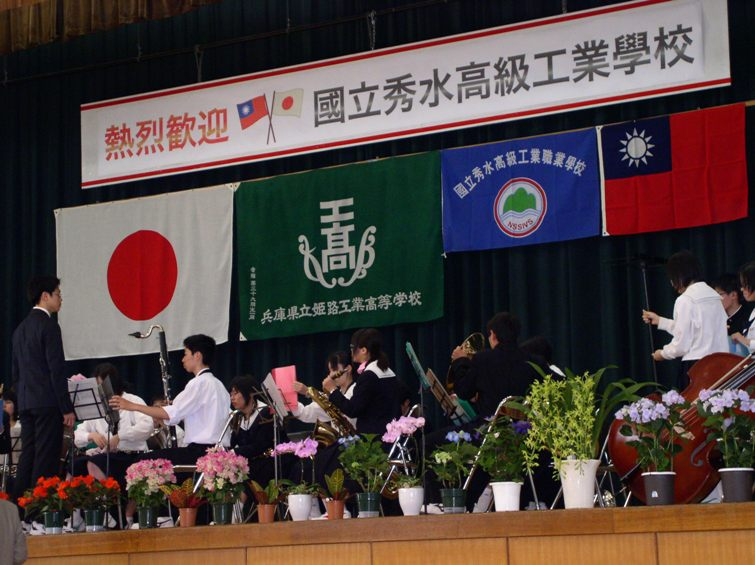 熱烈歓迎 國立秀水高級工業學校
工高
兵庫県立姫路工業高等学校
國立秀水高級工業職業學校
NSSIVS